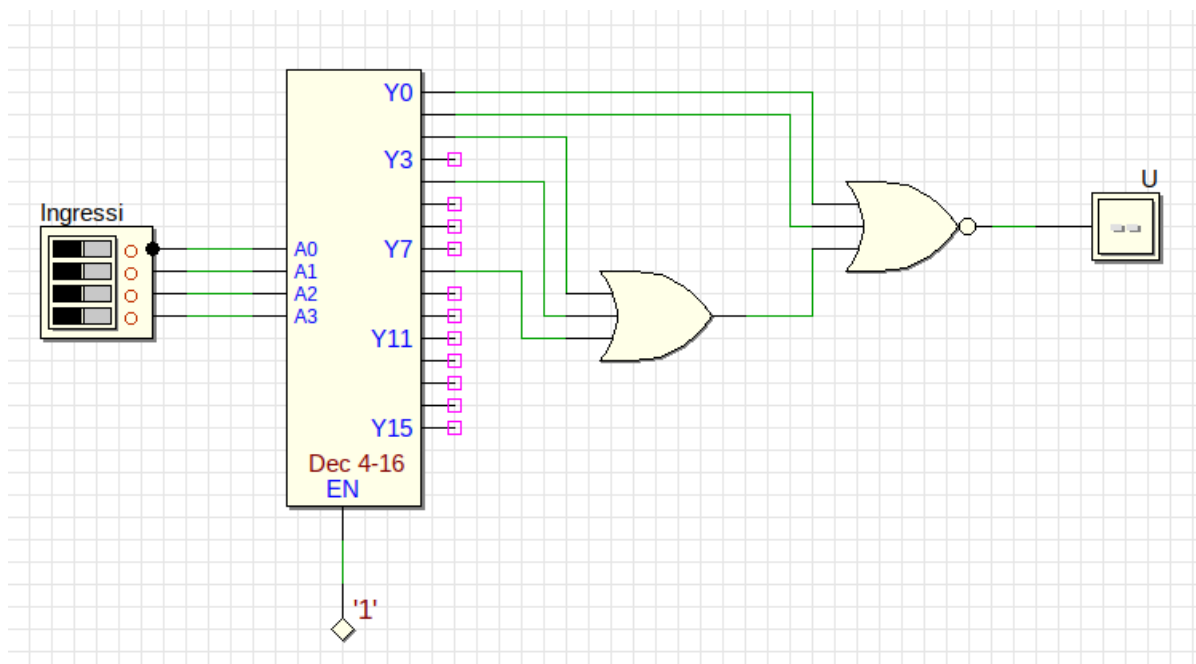 Y0
Y3
Ingressi
U
A0
Y7
A1
A2
A3
Y11
Y15
Dec 4-16
EN
'1'
--